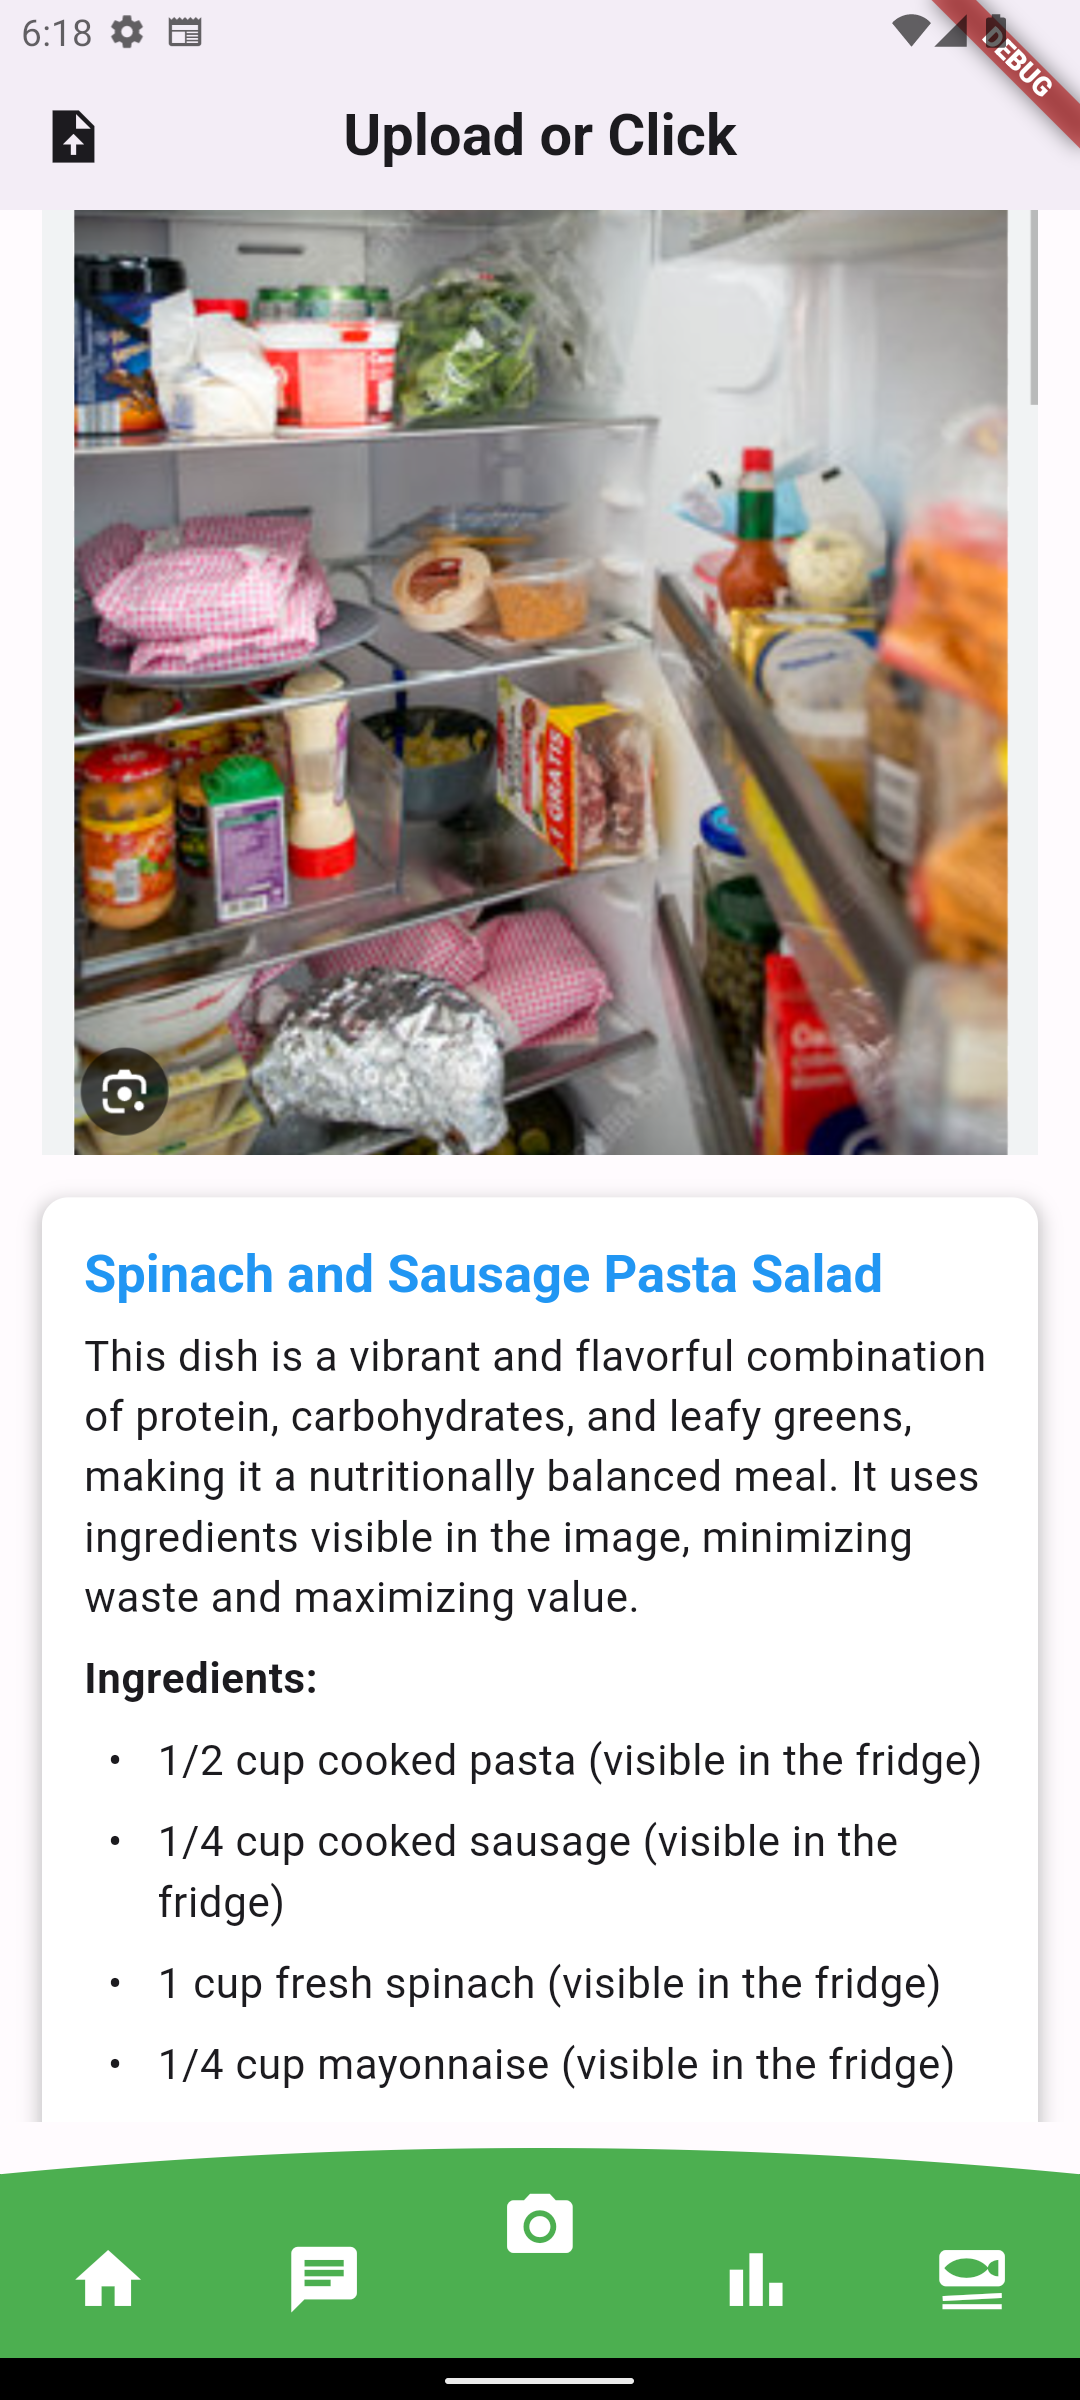 6:18
DEBUG
Upload or Click
1 GRATIS
Spinach and Sausage Pasta Salad
This dish is a vibrant and flavorful combination
of protein, carbohydrates, and leafy greens,
making it a nutritionally balanced meal. It uses
ingredients visible in the image, minimizing
waste and maximizing value.
Ingredients:
• 1/2 cup cooked pasta (visible in the fridge)
• 1/4 cup cooked sausage (visible in the
fridge)
• 1 cup fresh spinach (visible in the fridge)
• 1/4 cup mayonnaise (visible in the fridge)